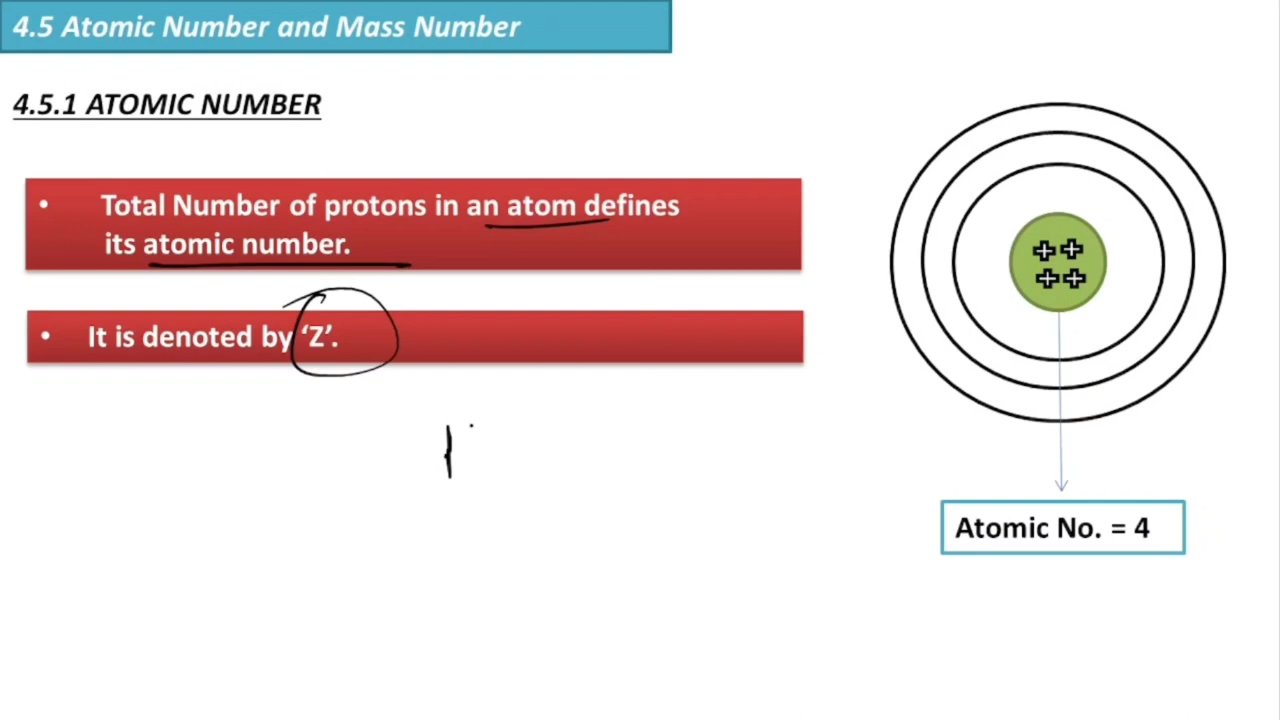 4.5 Atomic Number and Mass Number
4.5.1 ATOMIC NUMBER
• Total Number of protons in an atom defines
its atomic number.
• It is denoted by ‘Z’.
Atomic No. = 4